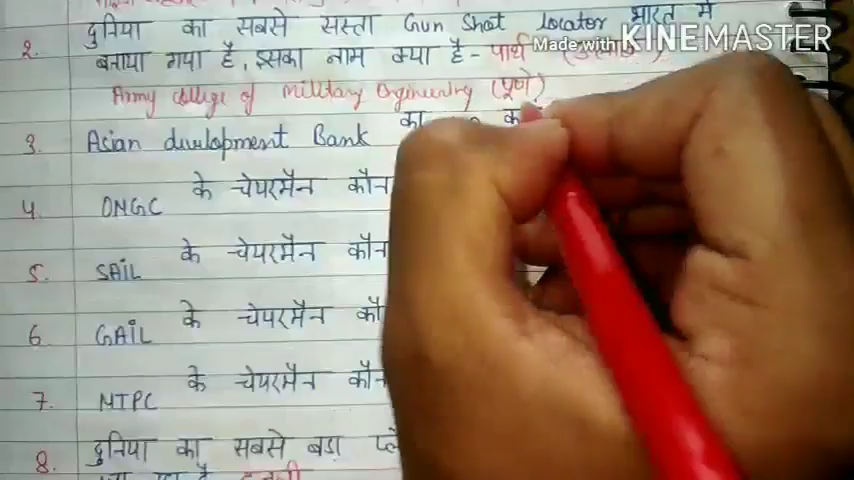 2. दुनिया का सबसे सस्ता Gun Shot locator भारत में
Made with KINEMASTER
बनाया गया है, इसका नाम क्या है - पार्थ
Army college of Military Engineering (पूणे)
3. Asian development Bank का
4. ONGC के चेयरमैन कौन
5. SAiL के चेयरमैन कौन
6 GAiL के चेयरमैन कौ
7. NTPC के चेयरमैन कौन
8. दुनिया का सबसे बडा